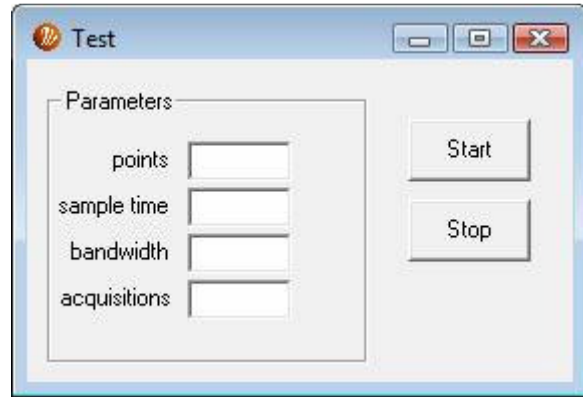 Test
Parameters
points
sample time
bandwidth
acquisitions
Start
Stop